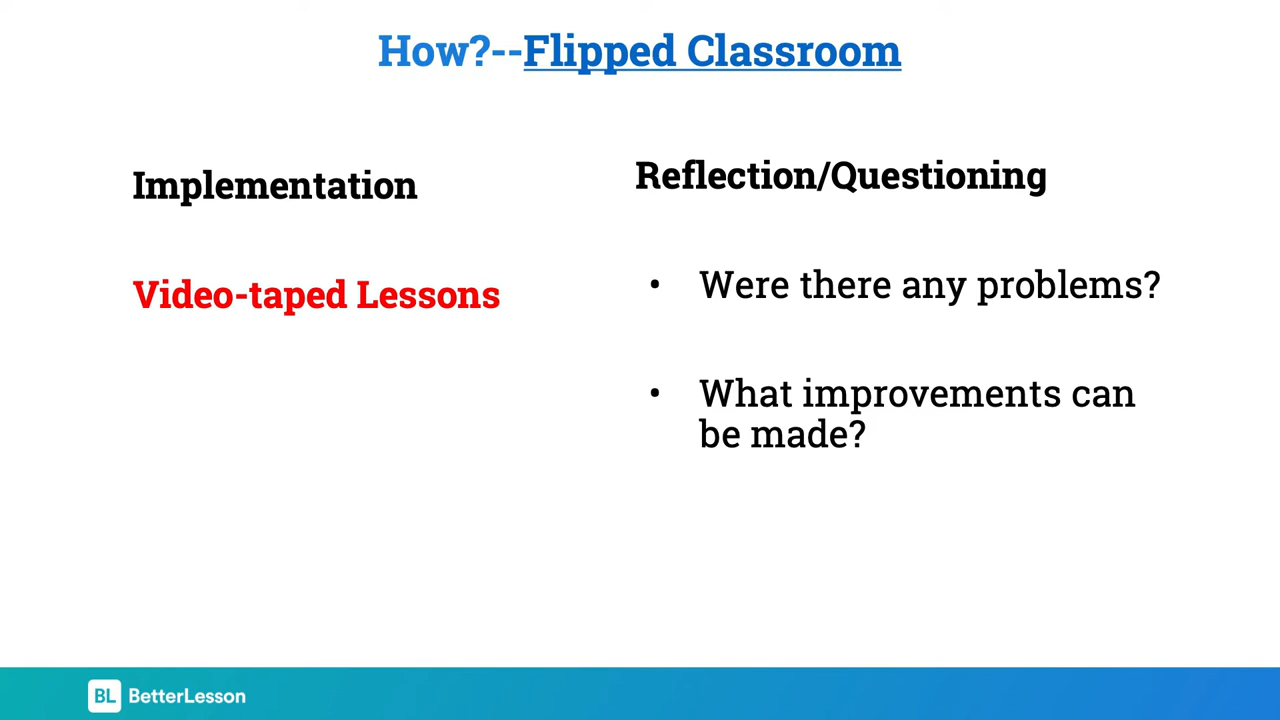 How?--Flipped Classroom
Implementation
Video-taped Lessons
Reflection/Questioning
• Were there any problems?
• What improvements can
be made?
BL BetterLesson